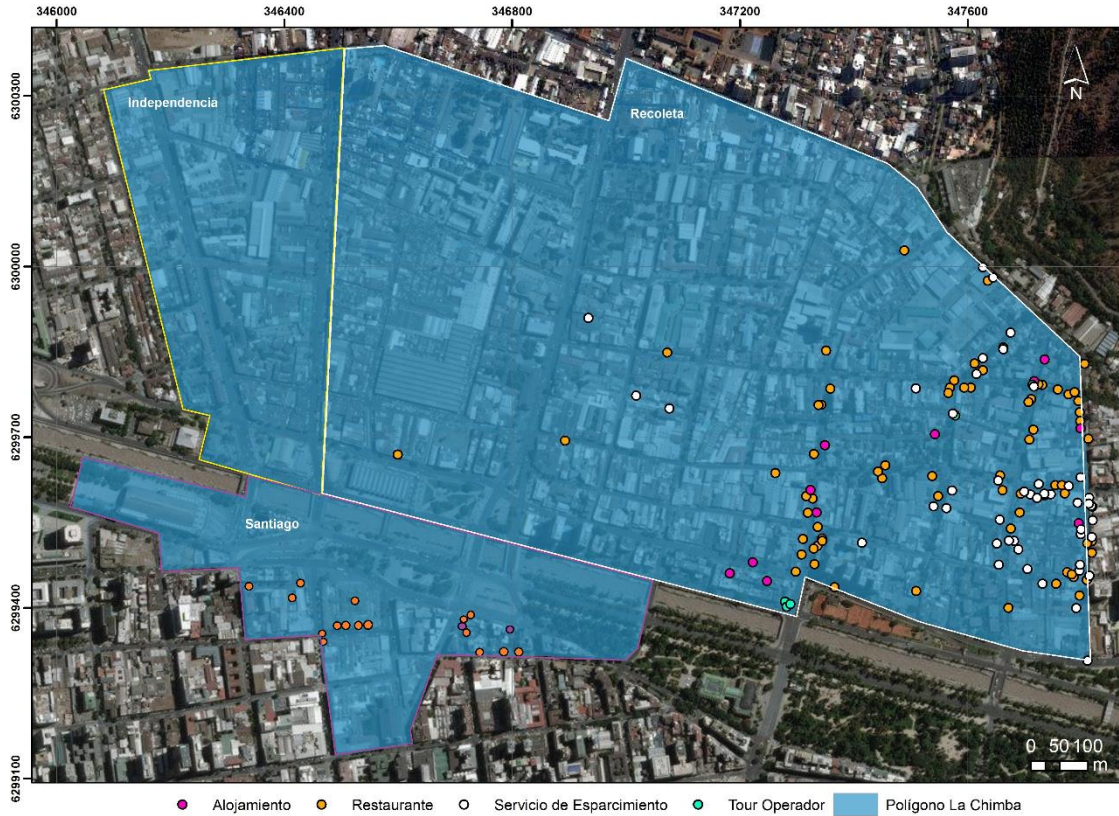 346000 346400 346800 347200 347600
6300300
6300000
6299700
6299400
6299100
N
Independencia
Recoleta
Santiago
0 50 100
m
Alojamiento Restaurante Servicio de Esparcimiento Tour Operador Polígono La Chimba